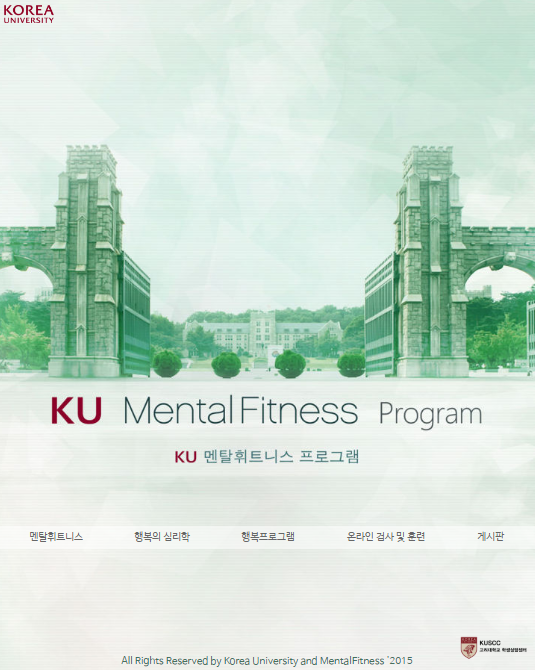 KOREA
UNIVERSITY
KU Mental Fitness Program
KU 멘탈휘트니스 프로그램
멘탈휘트니스 행복의 심리학 행복프로그램 온라인 검사 및 훈련 게시판
KUSCC
고려대학교 학생상담센터
All Rights Reserved by Korea University and MentalFitness '2015